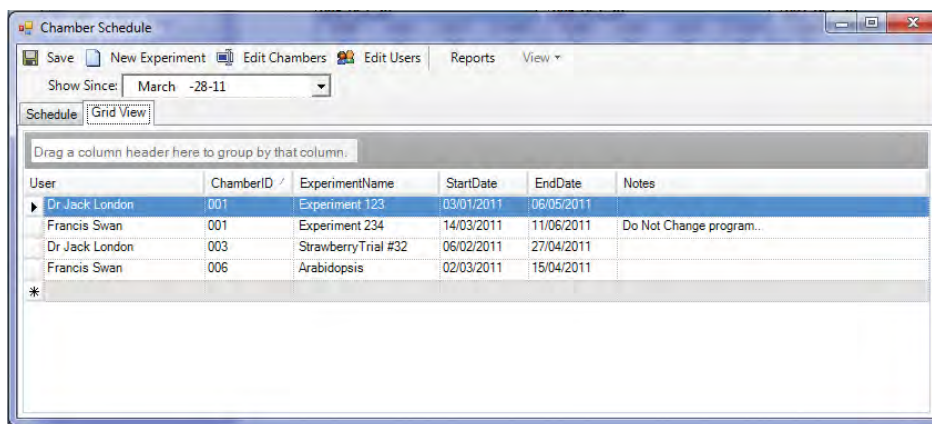 Chamber Schedule
Save New Experiment Edit Chambers Edit Users Reports View
Show Since: March -28-11
Schedule Grid View
Drag a column header here to group by that column.
User ChamberID ExperimentName StartDate EndDate Notes
Dr Jack London 001 Experiment 123 03/01/2011 06/05/2011
Francis Swan 001 Experiment 234 14/03/2011 11/06/2011 Do Not Change program..
Dr Jack London 003 StrawberryTrial #32 06/02/2011 27/04/2011
Francis Swan 006 Arabidopsis 02/03/2011 15/04/2011